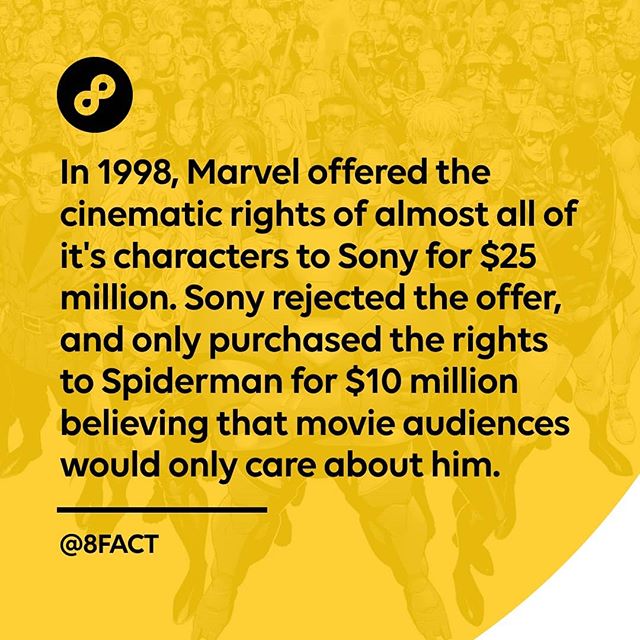 In 1998, Marvel offered the
cinematic rights of almost all of
it's characters to Sony for $25
million. Sony rejected the offer,
and only purchased the rights
to Spiderman for $10 million
believing that movie audiences
would only care about him.
@8FACT